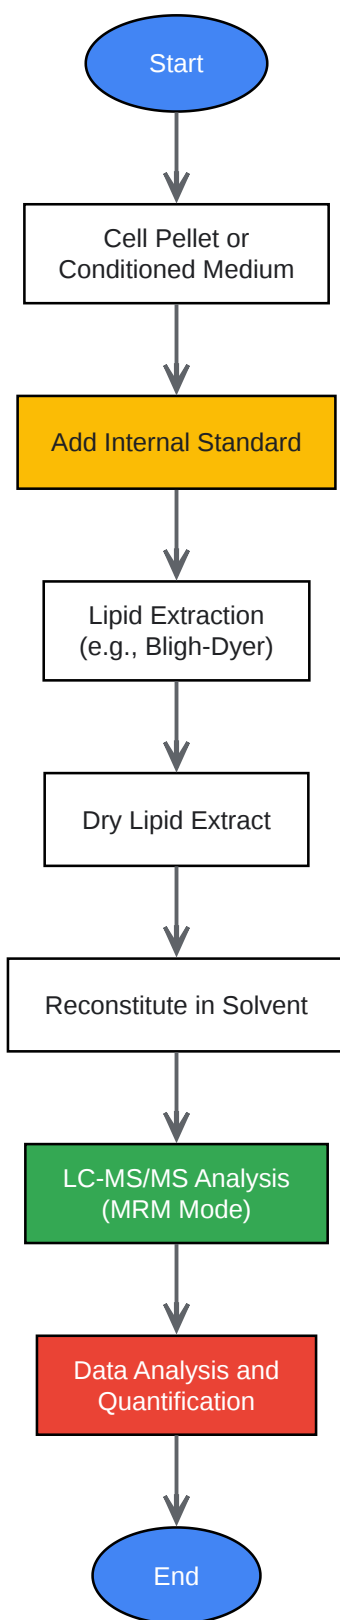 Start
Cell Pellet or
Conditioned Medium
Add Internal Standard
Lipid Extraction
(e.g., Bligh-Dyer)
Dry Lipid Extract
Reconstitute in Solvent
LC-MS/MS Analysis
(MRM Mode)
Data Analysis and
Quantification
End